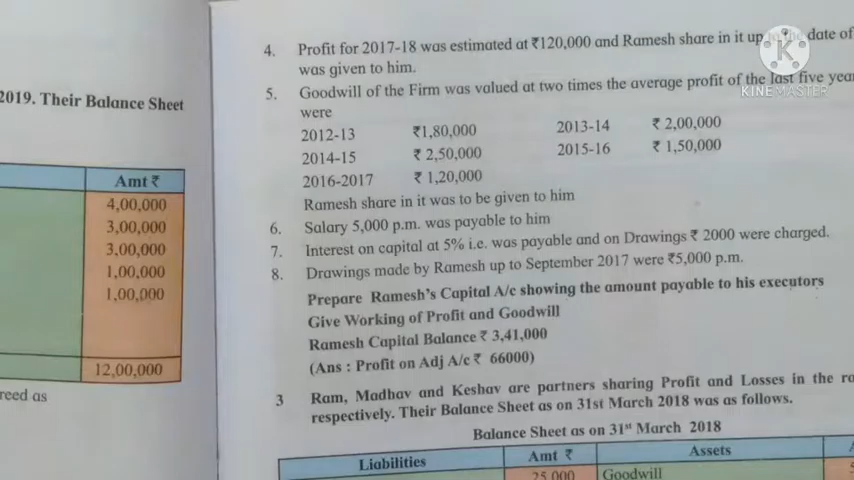 2019. Their Balance Sheet
Amt ₹
4,00,000
3,00,000
3,00,000
1,00,000
1,00,000
12,00,000
reed as
4. Profit for 2017-18 was estimated at ₹120,000 and Ramesh share in it up to the date of
was given to him.
5. Goodwill of the Firm was valued at two times the average profit of the last five year
were
2012-13 ₹1,80,000 2013-14 ₹ 2,00,000
2014-15 ₹ 2,50,000 2015-16 ₹ 1,50,000
2016-2017 ₹ 1,20,000
Ramesh share in it was to be given to him
6. Salary 5,000 p.m. was payable to him
7. Interest on capital at 5% i.e. was payable and on Drawings ₹ 2000 were charged.
8. Drawings made by Ramesh up to September 2017 were ₹5,000 p.m.
Prepare Ramesh's Capital A/c showing the amount payable to his executors
Give Working of Profit and Goodwill
Ramesh Capital Balance ₹ 3,41,000
(Ans : Profit on Adj A/c ₹ 66000)
3 Ram, Madhav and Keshav are partners sharing Profit and Losses in the ra
respectively. Their Balance Sheet as on 31st March 2018 was as follows.
Balance Sheet as on 31st March 2018
Liabilities Amt ₹ Assets A
25,000 Goodwill
K
KINEMASTER